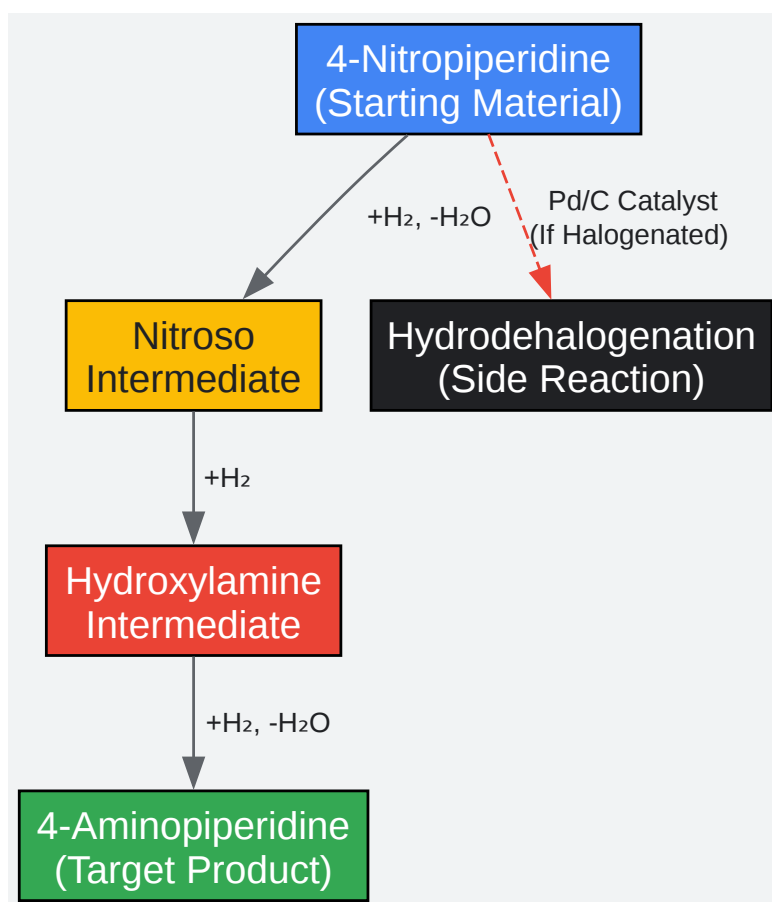 4-Nitropiperidine
(Starting Material)
+H₂, -H₂O
Pd/C Catalyst
(If Halogenated)
Nitroso
Intermediate
Hydrodehalogenation
(Side Reaction)
+H₂
Hydroxylamine
Intermediate
+H₂, -H₂O
4-Aminopiperidine
(Target Product)